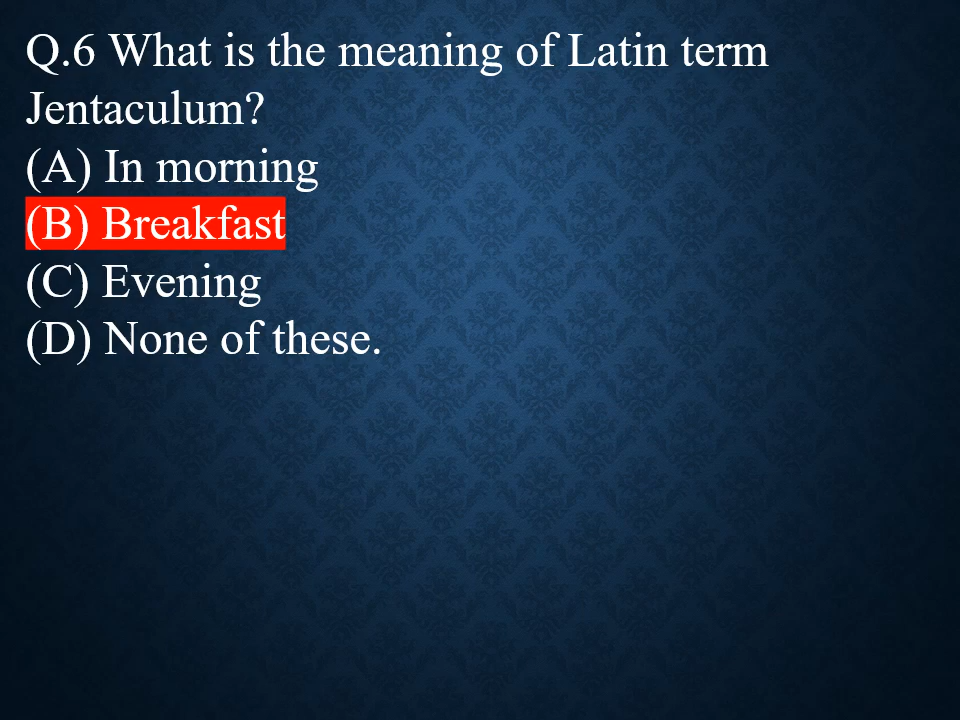 Q.6 What is the meaning of Latin term
Jentaculum?
(A) In morning
(B) Breakfast
(C) Evening
(D) None of these.